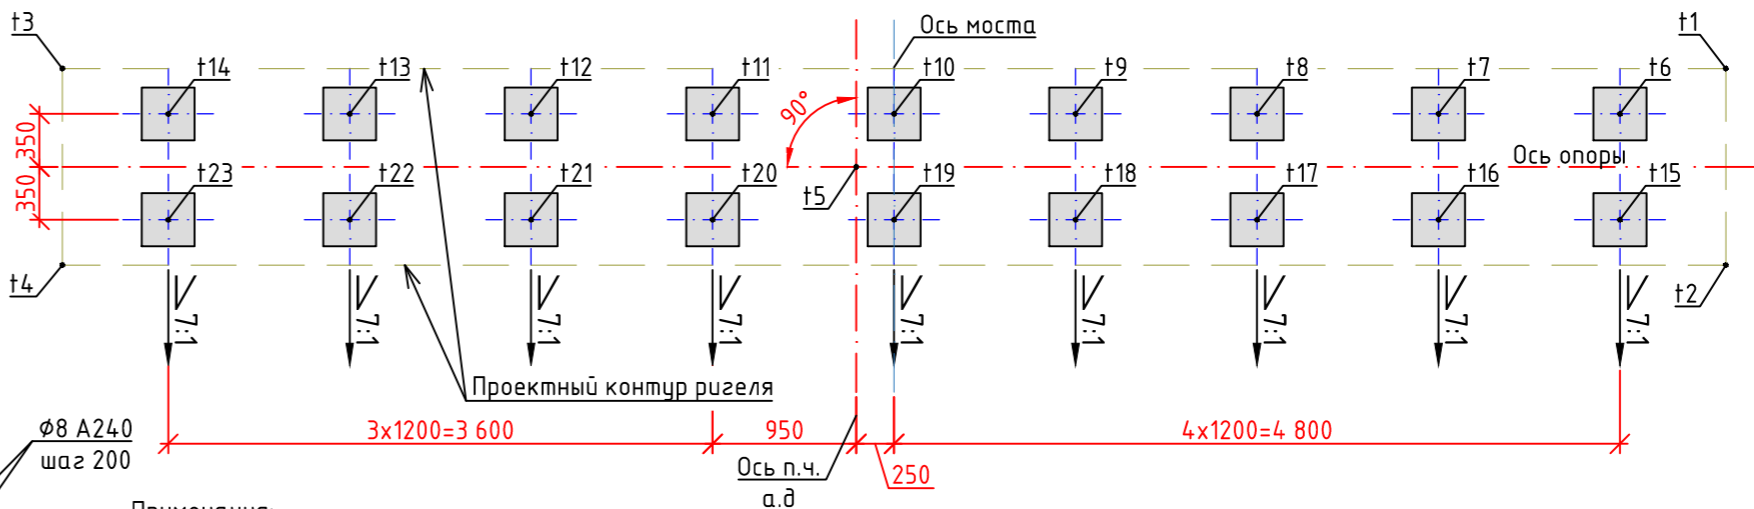 t3
Ось моста
t1
t14
t13
t12
t11
t10
t9
t8
t7
t6
90°
350
350
Ось опоры
t23
t22
t21
t20
t5
t19
t18
t17
t16
t15
t4
t2
7:1
7:1
7:1
7:1
7:1
7:1
7:1
7:1
7:1
Проектный контур ригеля
φ8 А240
шаг 200
3х1200=3 600
950
4х1200=4 800
Ось п.ч.
а.д
250
Примечания: